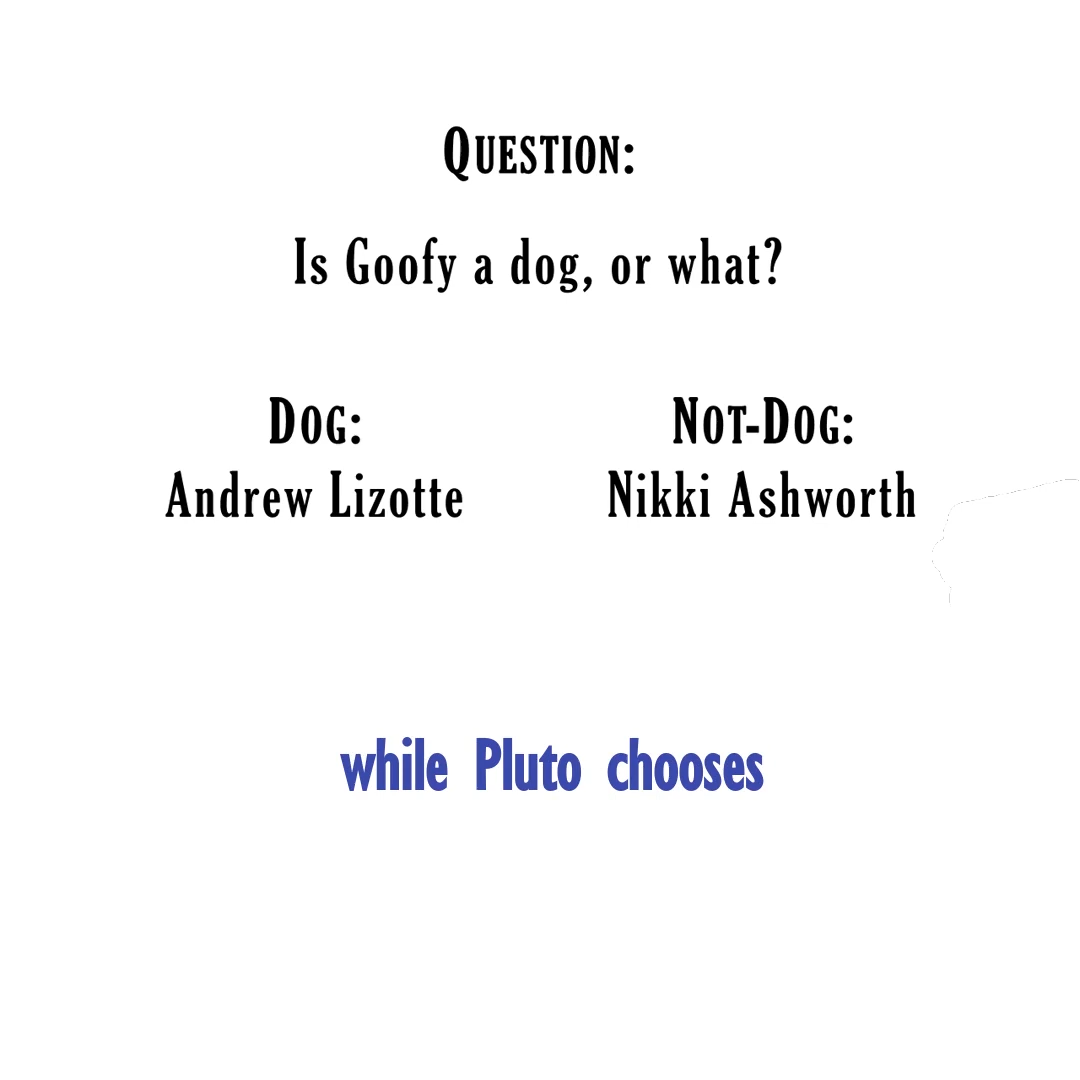 QUESTION:
Is Goofy a dog, or what?
DOG:
Andrew Lizotte
NOT-DOG:
Nikki Ashworth
while Pluto chooses